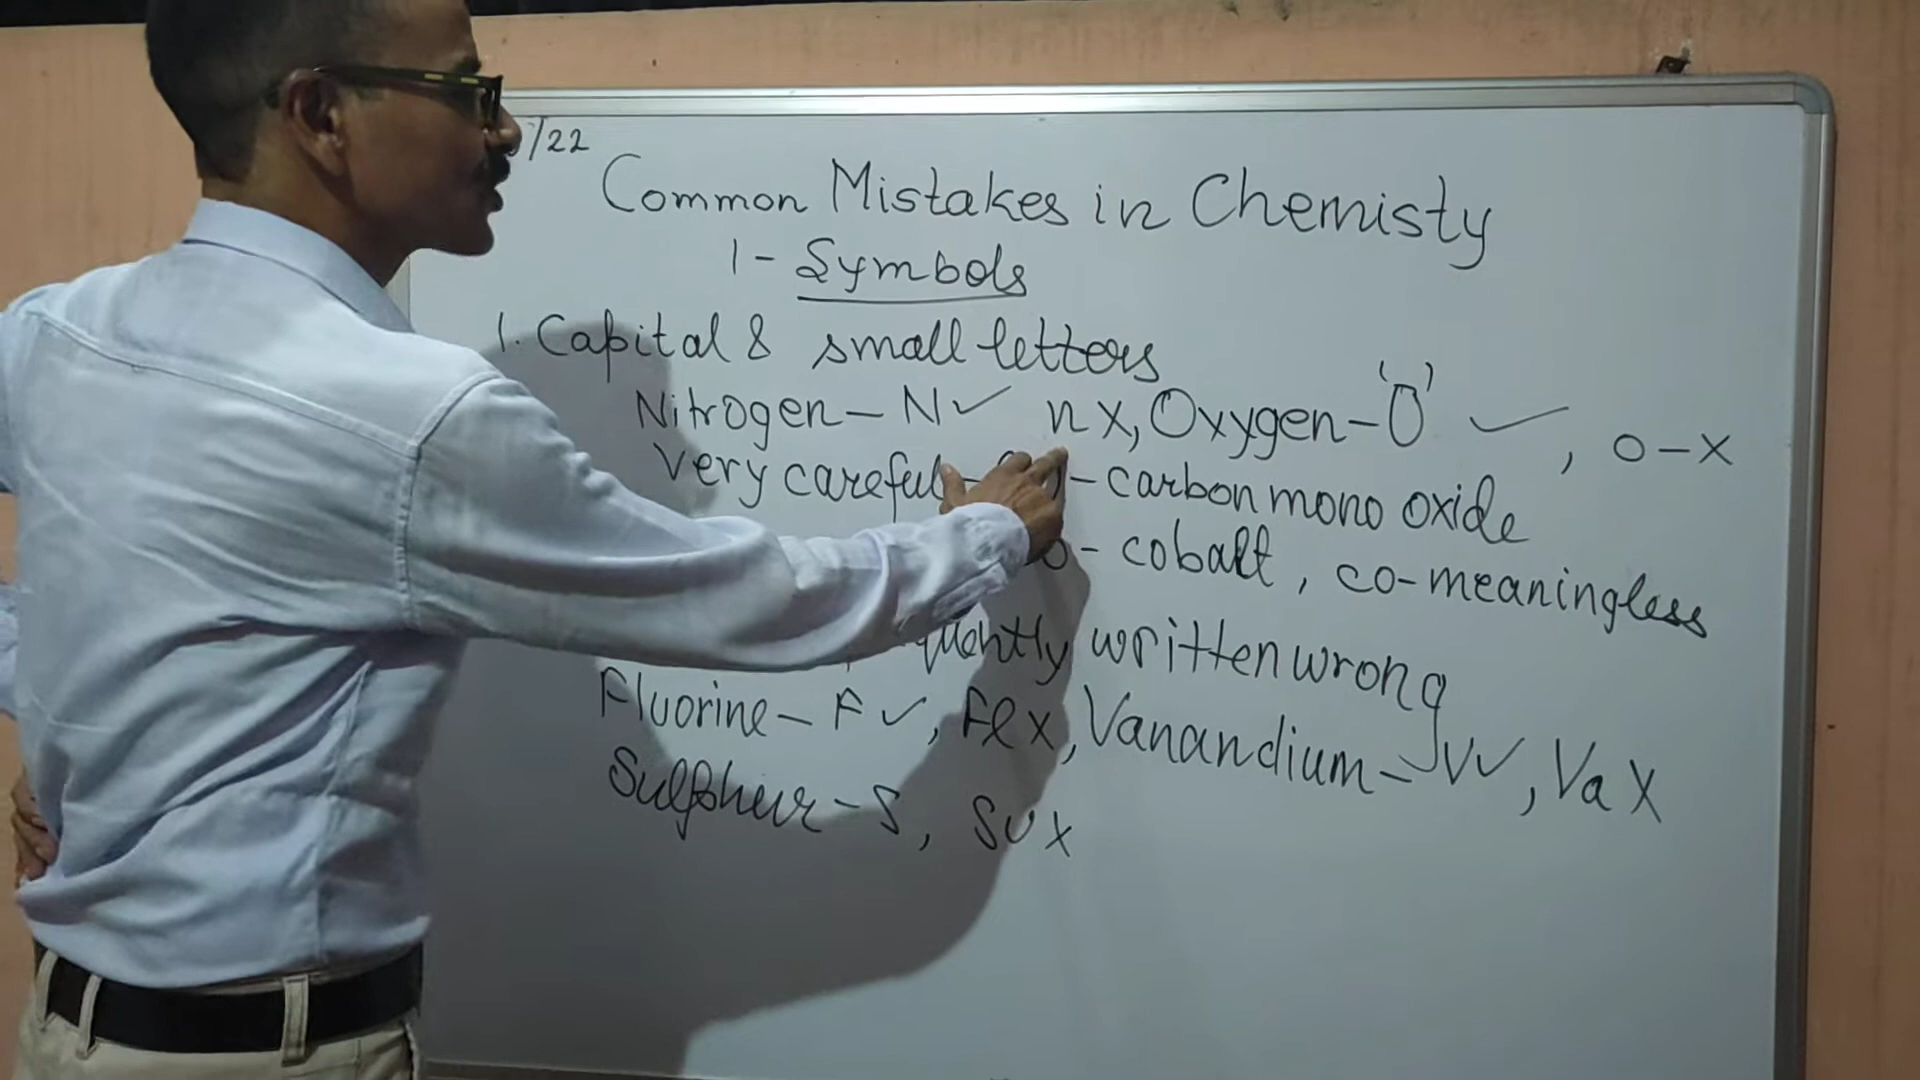 /22
Common Mistakes in Chemisty
1 - Symbols
1. Capital & small letters
Nitrogen - N ✓ n x, Oxygen - 'O' ✓, o - x
Very careful - - carbon mono oxide
- cobalt, co - meaningless
written wrong
Fluorine - F ✓, Fl x, Vanandium - V ✓, Va X
Sulphur - S, Su x